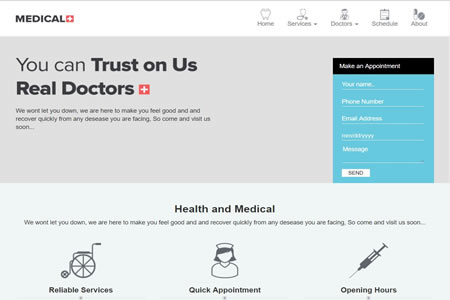 MEDICAL
Home Services Doctors Schedule About
You can Trust on Us
Real Doctors
We wont let you down, we are here to make you feel good and and
recover quickly from any desease you are facing, So come and visit us
soon...
Make an Appointment
Your name..
Phone Number
Email Address
mm/dd/yyyy
Message
SEND
Health and Medical
We wont let you down, we are here to make you feel good and and recover quickly from any desease you are facing, So come and visit us soon...
Reliable Services
Quick Appointment
Opening Hours